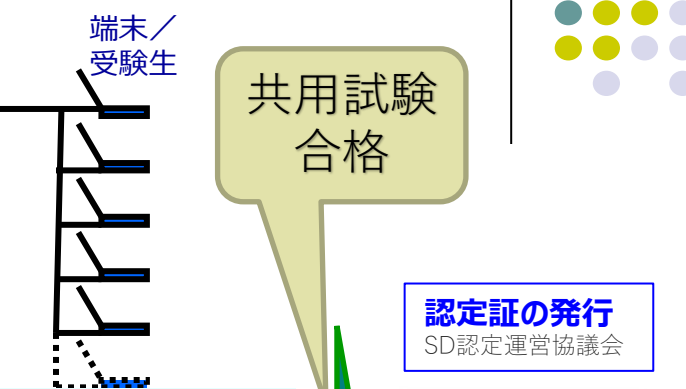 端末／
受験生
共用試験
合格
認定証の発行
SD認定運営協議会